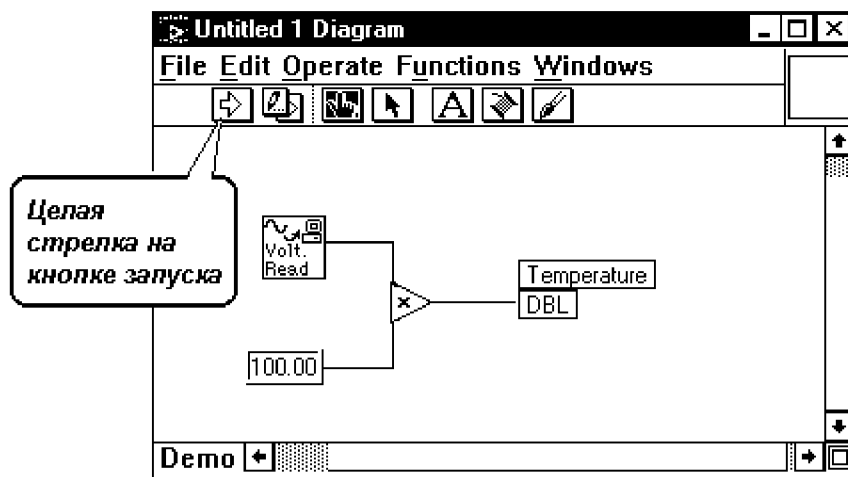 Untitled 1 Diagram
File Edit Operate Functions Windows
A
Целая
стрелка на
кнопке запуска
Volt.
Read
×
Temperature
DBL
100.00
Demo